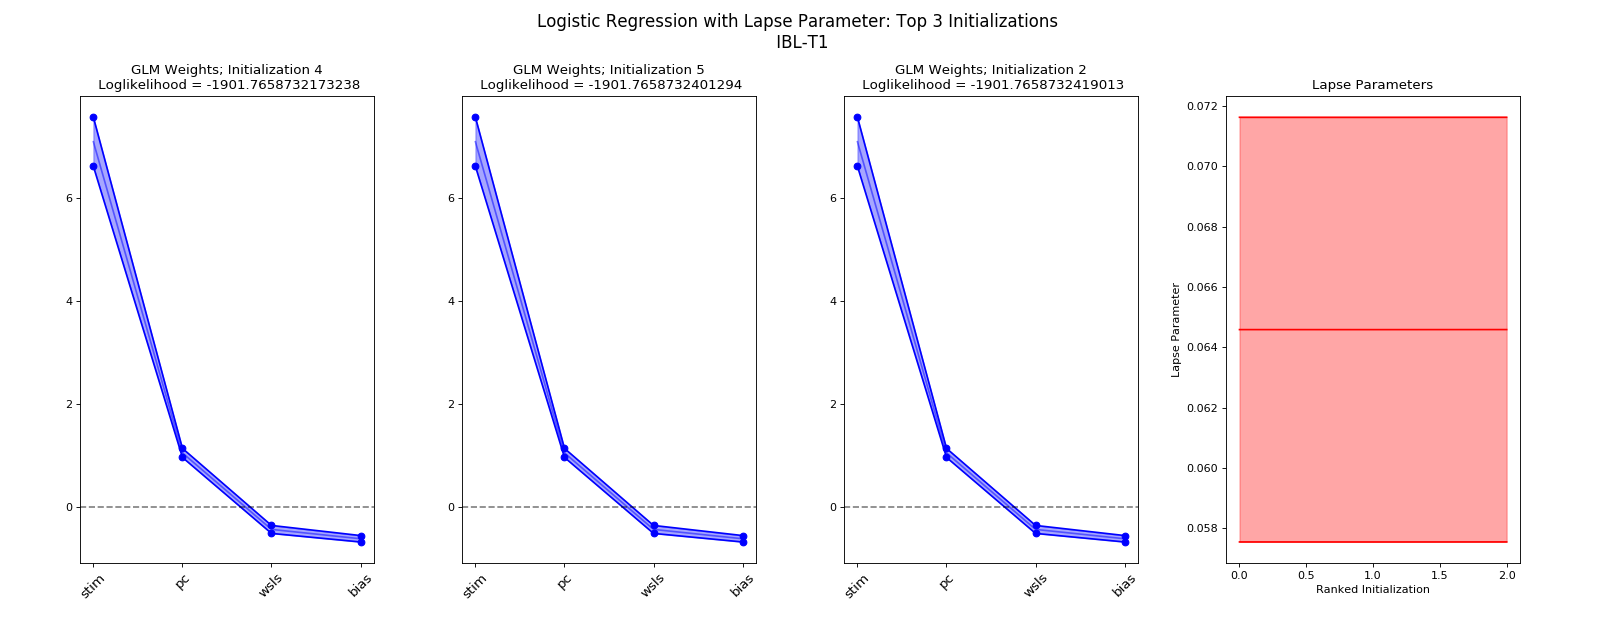 Logistic Regression with Lapse Parameter: Top 3 Initializations
IBL-T1
GLM Weights; Initialization 4
Loglikelihood = -1901.7658732173238
6
4
2
0
stim
pc
wsls
bias
GLM Weights; Initialization 5
Loglikelihood = -1901.7658732401294
6
4
2
0
stim
pc
wsls
bias
GLM Weights; Initialization 2
Loglikelihood = -1901.7658732419013
6
4
2
0
stim
pc
wsls
bias
Lapse Parameters
Lapse Parameter
0.072
0.070
0.068
0.066
0.064
0.062
0.060
0.058
0.0 0.5 1.0 1.5 2.0
Ranked Initialization